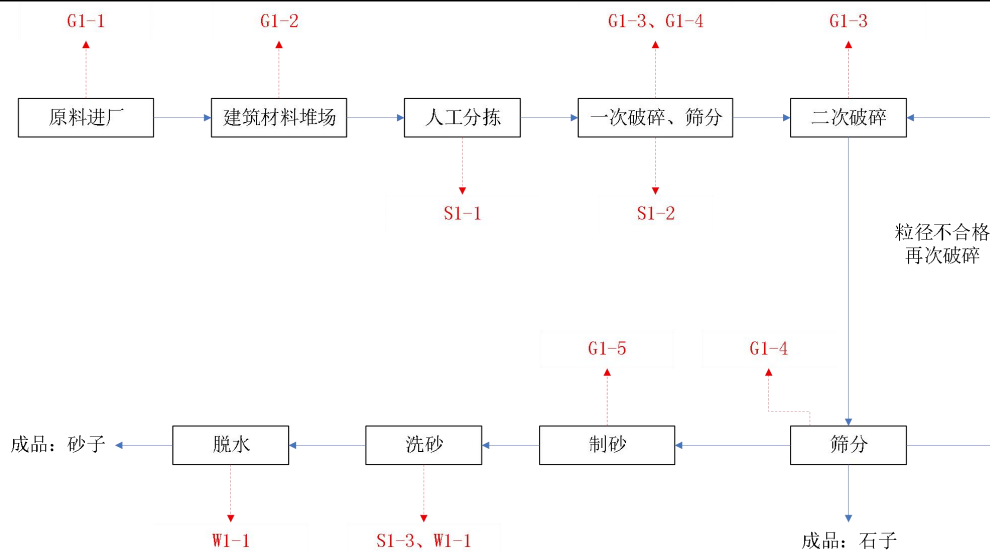 G1-1
G1-2
G1-3、G1-4
G1-3
原料进厂
建筑材料堆场
人工分拣
一次破碎、筛分
二次破碎
S1-1
S1-2
粒径不合格
再次破碎
G1-5
G1-4
成品：砂子
脱水
洗砂
制砂
筛分
W1-1
S1-3、W1-1
成品：石子